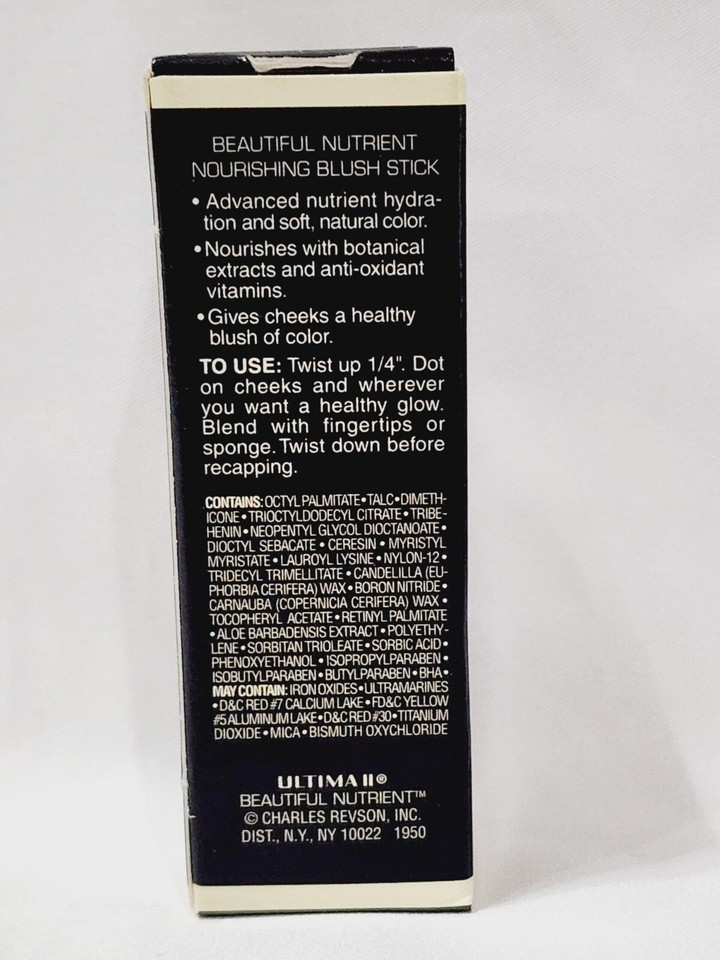 BEAUTIFUL NUTRIENT
NOURISHING BLUSH STICK
• Advanced nutrient hydra-
tion and soft, natural color.
• Nourishes with botanical
extracts and anti-oxidant
vitamins.
• Gives cheeks a healthy
blush of color.
TO USE: Twist up 1/4". Dot
on cheeks and wherever
you want a healthy glow.
Blend with fingertips or
sponge. Twist down before
recapping.
CONTAINS: OCTYL PALMITATE • TALC • DIMETH-
ICONE • TRIOCTYLDODECYL CITRATE • TRIBE-
HENIN • NEOPENTYL GLYCOL DIOCTANOATE •
DIOCTYL SEBACATE • CERESIN • MYRISTYL
MYRISTATE • LAUROYL LYSINE • NYLON-12 •
TRIDECYL TRIMELLITATE • CANDELILLA (EU-
PHORBIA CERIFERA) WAX • BORON NITRIDE •
CARNAUBA (COPERNICIA CERIFERA) WAX •
TOCOPHERYL ACETATE • RETINYL PALMITATE
• ALOE BARBADENSIS EXTRACT • POLYETHY-
LENE • SORBITAN TRIOLEATE • SORBIC ACID •
PHENOXYETHANOL • ISOPROPYLPARABEN •
ISOBUTYLPARABEN • BUTYLPARABEN • BHA •
MAY CONTAIN: IRON OXIDES • ULTRAMARINES
• D&C RED #7 CALCIUM LAKE • FD&C YELLOW
#5 ALUMINUM LAKE • D&C RED #30 • TITANIUM
DIOXIDE • MICA • BISMUTH OXYCHLORIDE
ULTIMA II®
BEAUTIFUL NUTRIENT™
© CHARLES REVSON, INC.
DIST., N.Y., NY 10022 1950